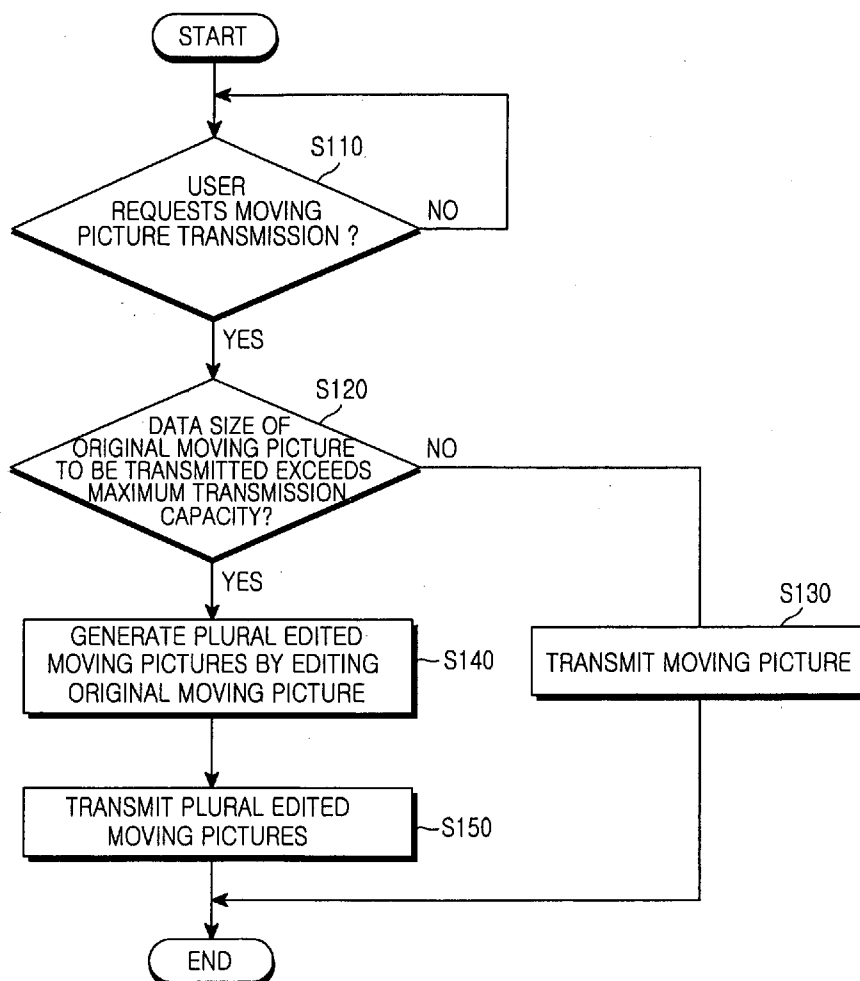 START
S110
USER
REQUESTS MOVING
PICTURE TRANSMISSION ?
NO
YES
S120
DATA SIZE OF
ORIGINAL MOVING PICTURE
TO BE TRANSMITTED EXCEEDS
MAXIMUM TRANSMISSION
CAPACITY?
NO
YES
S130
TRANSMIT MOVING PICTURE
GENERATE PLURAL EDITED
MOVING PICTURES BY EDITING
ORIGINAL MOVING PICTURE
S140
TRANSMIT PLURAL EDITED
MOVING PICTURES
S150
END